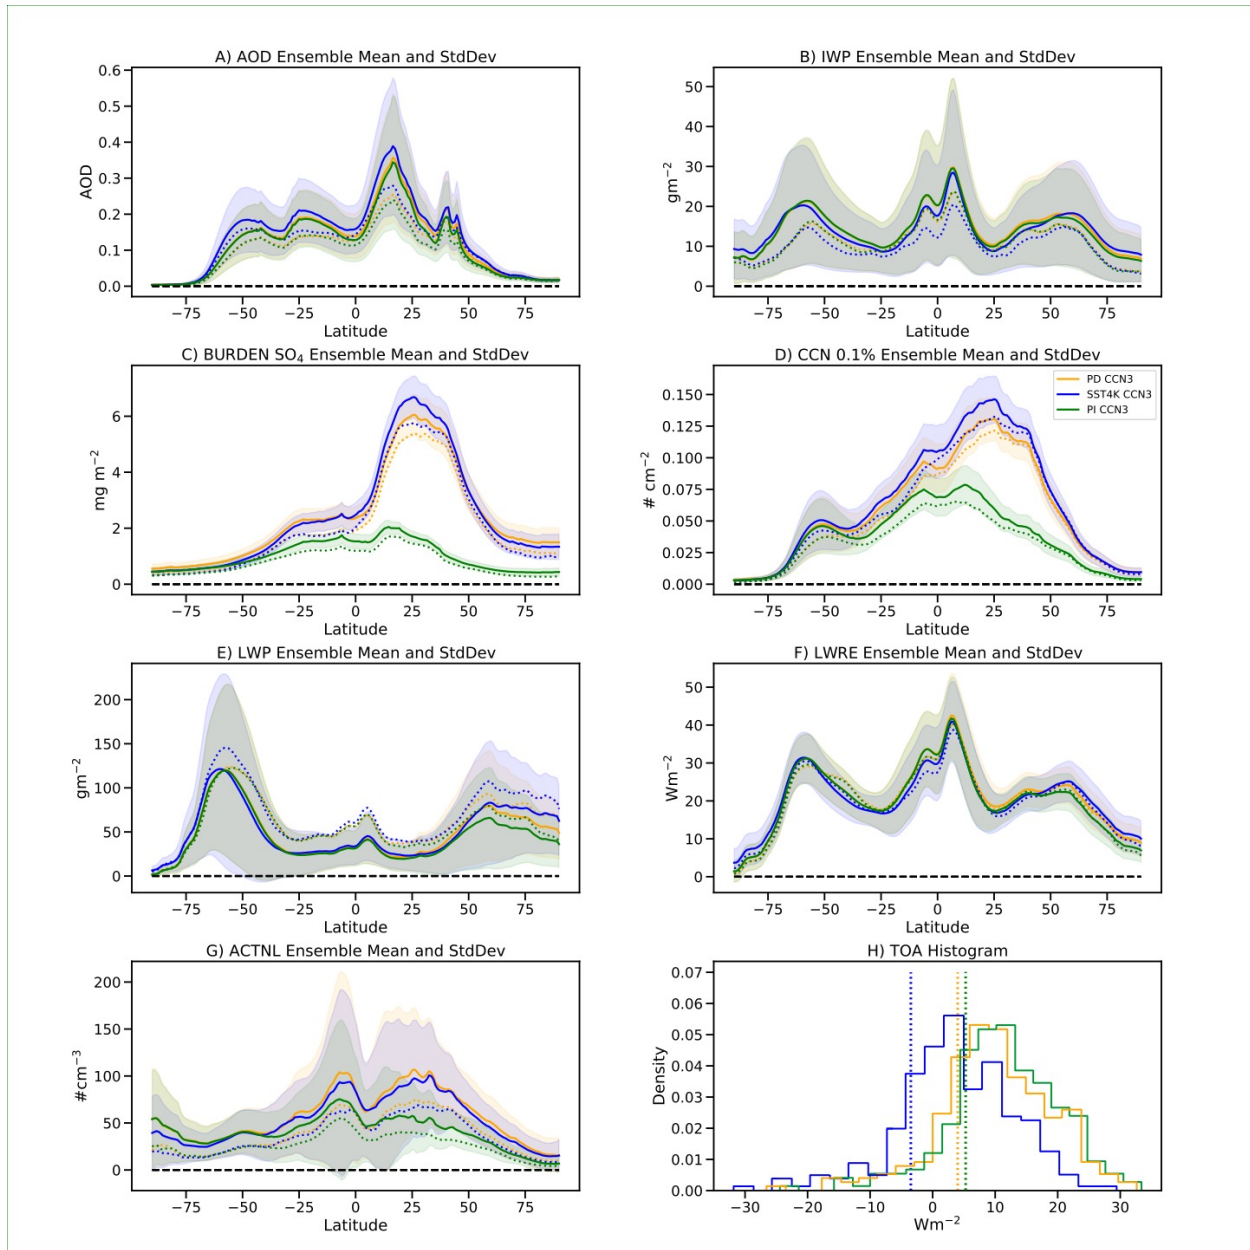 A) AOD Ensemble Mean and StdDev
0.6
0.5
0.4
0.3
0.2
0.1
0.0
AOD
−75 −50 −25 0 25 50 75
Latitude
B) IWP Ensemble Mean and StdDev
50
40
30
20
10
0
gm⁻²
−75 −50 −25 0 25 50 75
Latitude
C) BURDEN SO₄ Ensemble Mean and StdDev
6
4
2
0
mg m⁻²
−75 −50 −25 0 25 50 75
Latitude
D) CCN 0.1% Ensemble Mean and StdDev
0.150
0.125
0.100
0.075
0.050
0.025
0.000
# cm⁻²
PD CCN3
SST4K CCN3
PI CCN3
−75 −50 −25 0 25 50 75
Latitude
E) LWP Ensemble Mean and StdDev
200
150
100
50
0
gm⁻²
−75 −50 −25 0 25 50 75
Latitude
F) LWRE Ensemble Mean and StdDev
50
40
30
20
10
0
Wm⁻²
−75 −50 −25 0 25 50 75
Latitude
G) ACTNL Ensemble Mean and StdDev
200
150
100
50
0
#cm⁻³
−75 −50 −25 0 25 50 75
Latitude
H) TOA Histogram
0.07
0.06
0.05
0.04
0.03
0.02
0.01
0.00
Density
−30 −20 −10 0 10 20 30
Wm⁻²